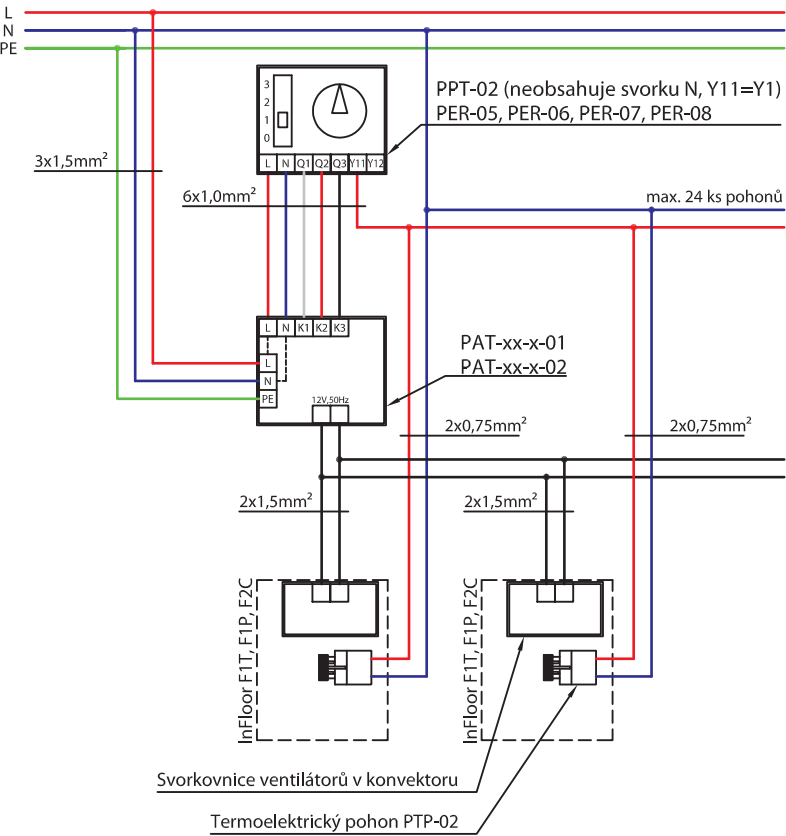 L
N
PE
3
2
1
0
PPT-02 (neobsahuje svorku N, Y11=Y1)
PER-05, PER-06, PER-07, PER-08
L N Q1 Q2 Q3 Y11 Y12
3x1,5mm²
6x1,0mm²
max. 24 ks pohonů
L N K1 K2 K3
L
N
PE
12V,50Hz
PAT-xx-x-01
PAT-xx-x-02
2x0,75mm²
2x0,75mm²
2x1,5mm²
2x1,5mm²
InFloor F1T, F1P, F2C
InFloor F1T, F1P, F2C
Svorkovnice ventilátorů v konvektoru
Termoelektrický pohon PTP-02